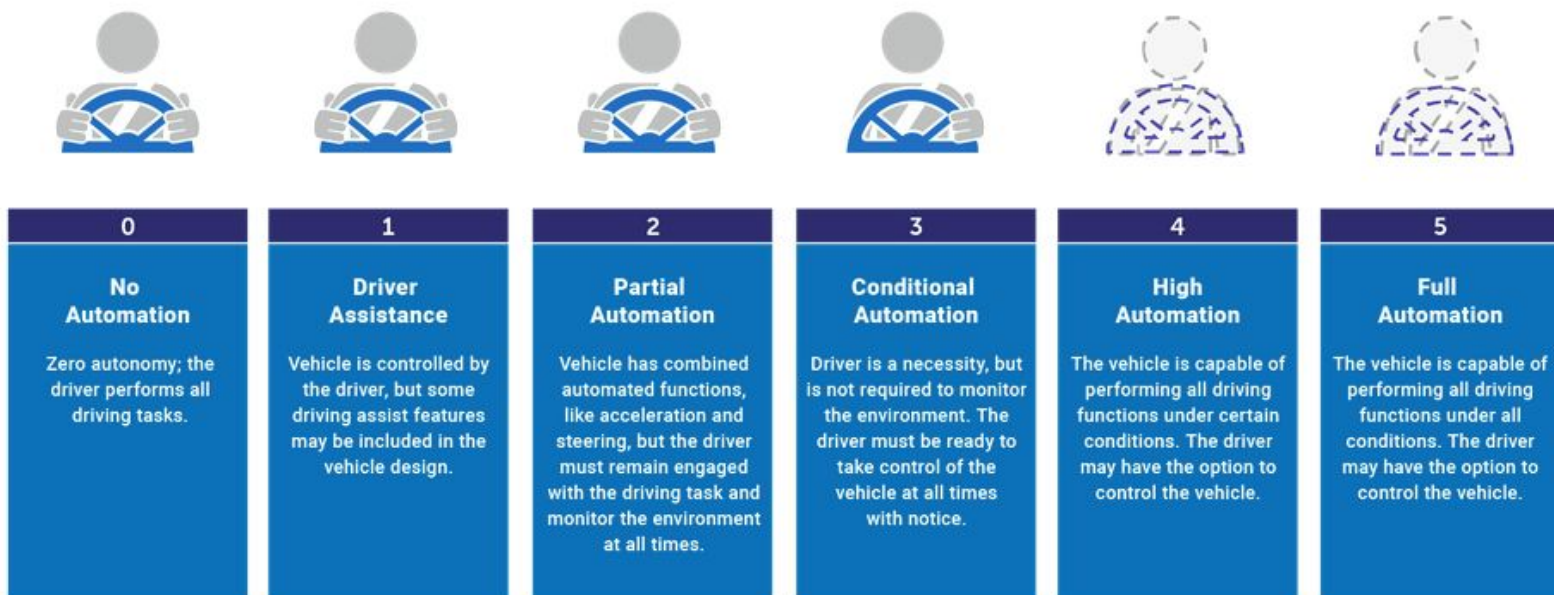 0
No
Automation
Zero autonomy; the
driver performs all
driving tasks.
1
Driver
Assistance
Vehicle is controlled by
the driver, but some
driving assist features
may be included in the
vehicle design.
2
Partial
Automation
Vehicle has combined
automated functions,
like acceleration and
steering, but the driver
must remain engaged
with the driving task and
monitor the environment
at all times.
3
Conditional
Automation
Driver is a necessity, but
is not required to monitor
the environment. The
driver must be ready to
take control of the
vehicle at all times
with notice.
4
High
Automation
The vehicle is capable of
performing all driving
functions under certain
conditions. The driver
may have the option to
control the vehicle.
5
Full
Automation
The vehicle is capable of
performing all driving
functions under all
conditions. The driver
may have the option to
control the vehicle.